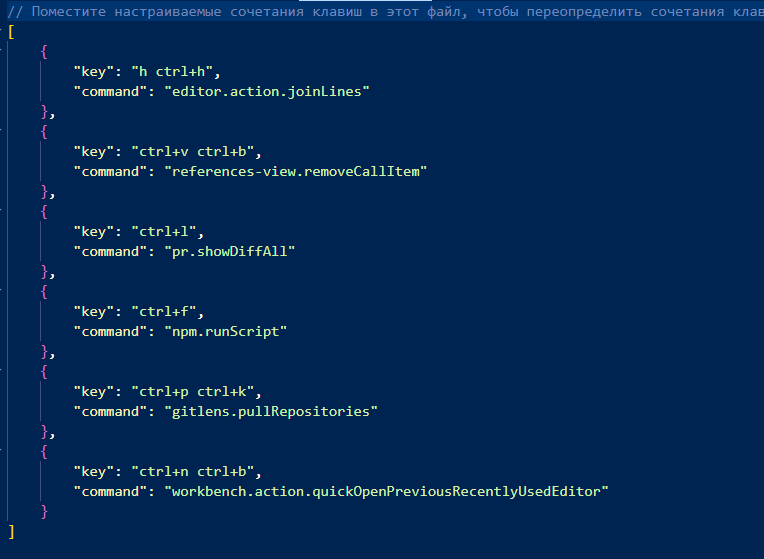 // Поместите настраиваемые сочетания клавиш в этот файл, чтобы переопределить сочетания
[
{
"key": "h ctrl+h",
"command": "editor.action.joinLines"
},
{
"key": "ctrl+v ctrl+b",
"command": "references-view.removeCallItem"
},
{
"key": "ctrl+l",
"command": "pr.showDiffAll"
},
{
"key": "ctrl+f",
"command": "npm.runScript"
},
{
"key": "ctrl+p ctrl+k",
"command": "gitlens.pullRepositories"
},
{
"key": "ctrl+n ctrl+b",
"command": "workbench.action.quickOpenPreviousRecentlyUsedEditor"
}
]